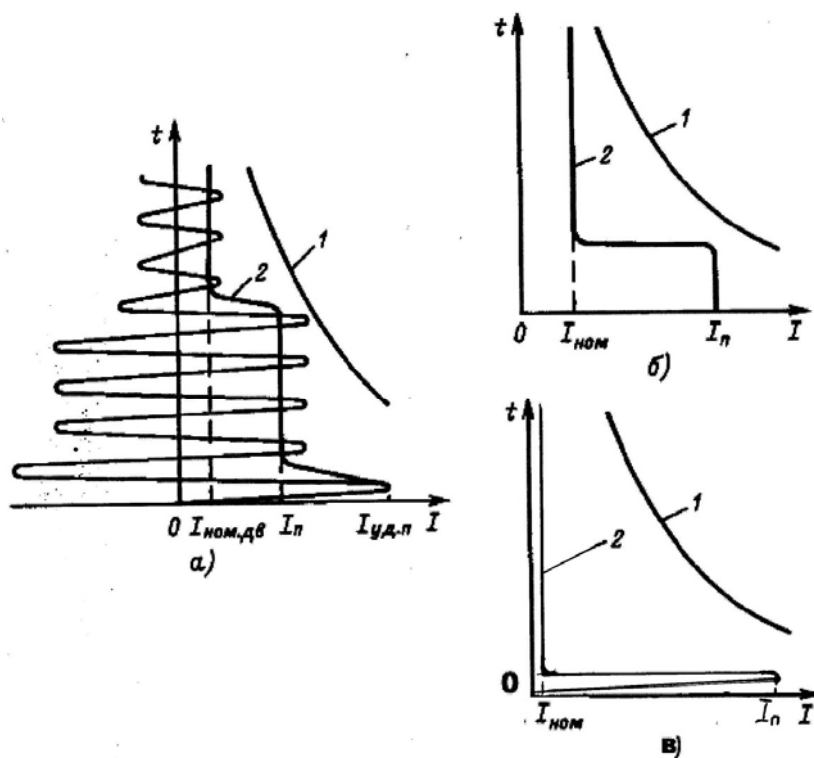 t
1
2
0 Iном.дв Iп Iуд.п I
а)
t
1
2
0 Iном Iп I
б)
t
1
2
0
Iном Iп I
в)